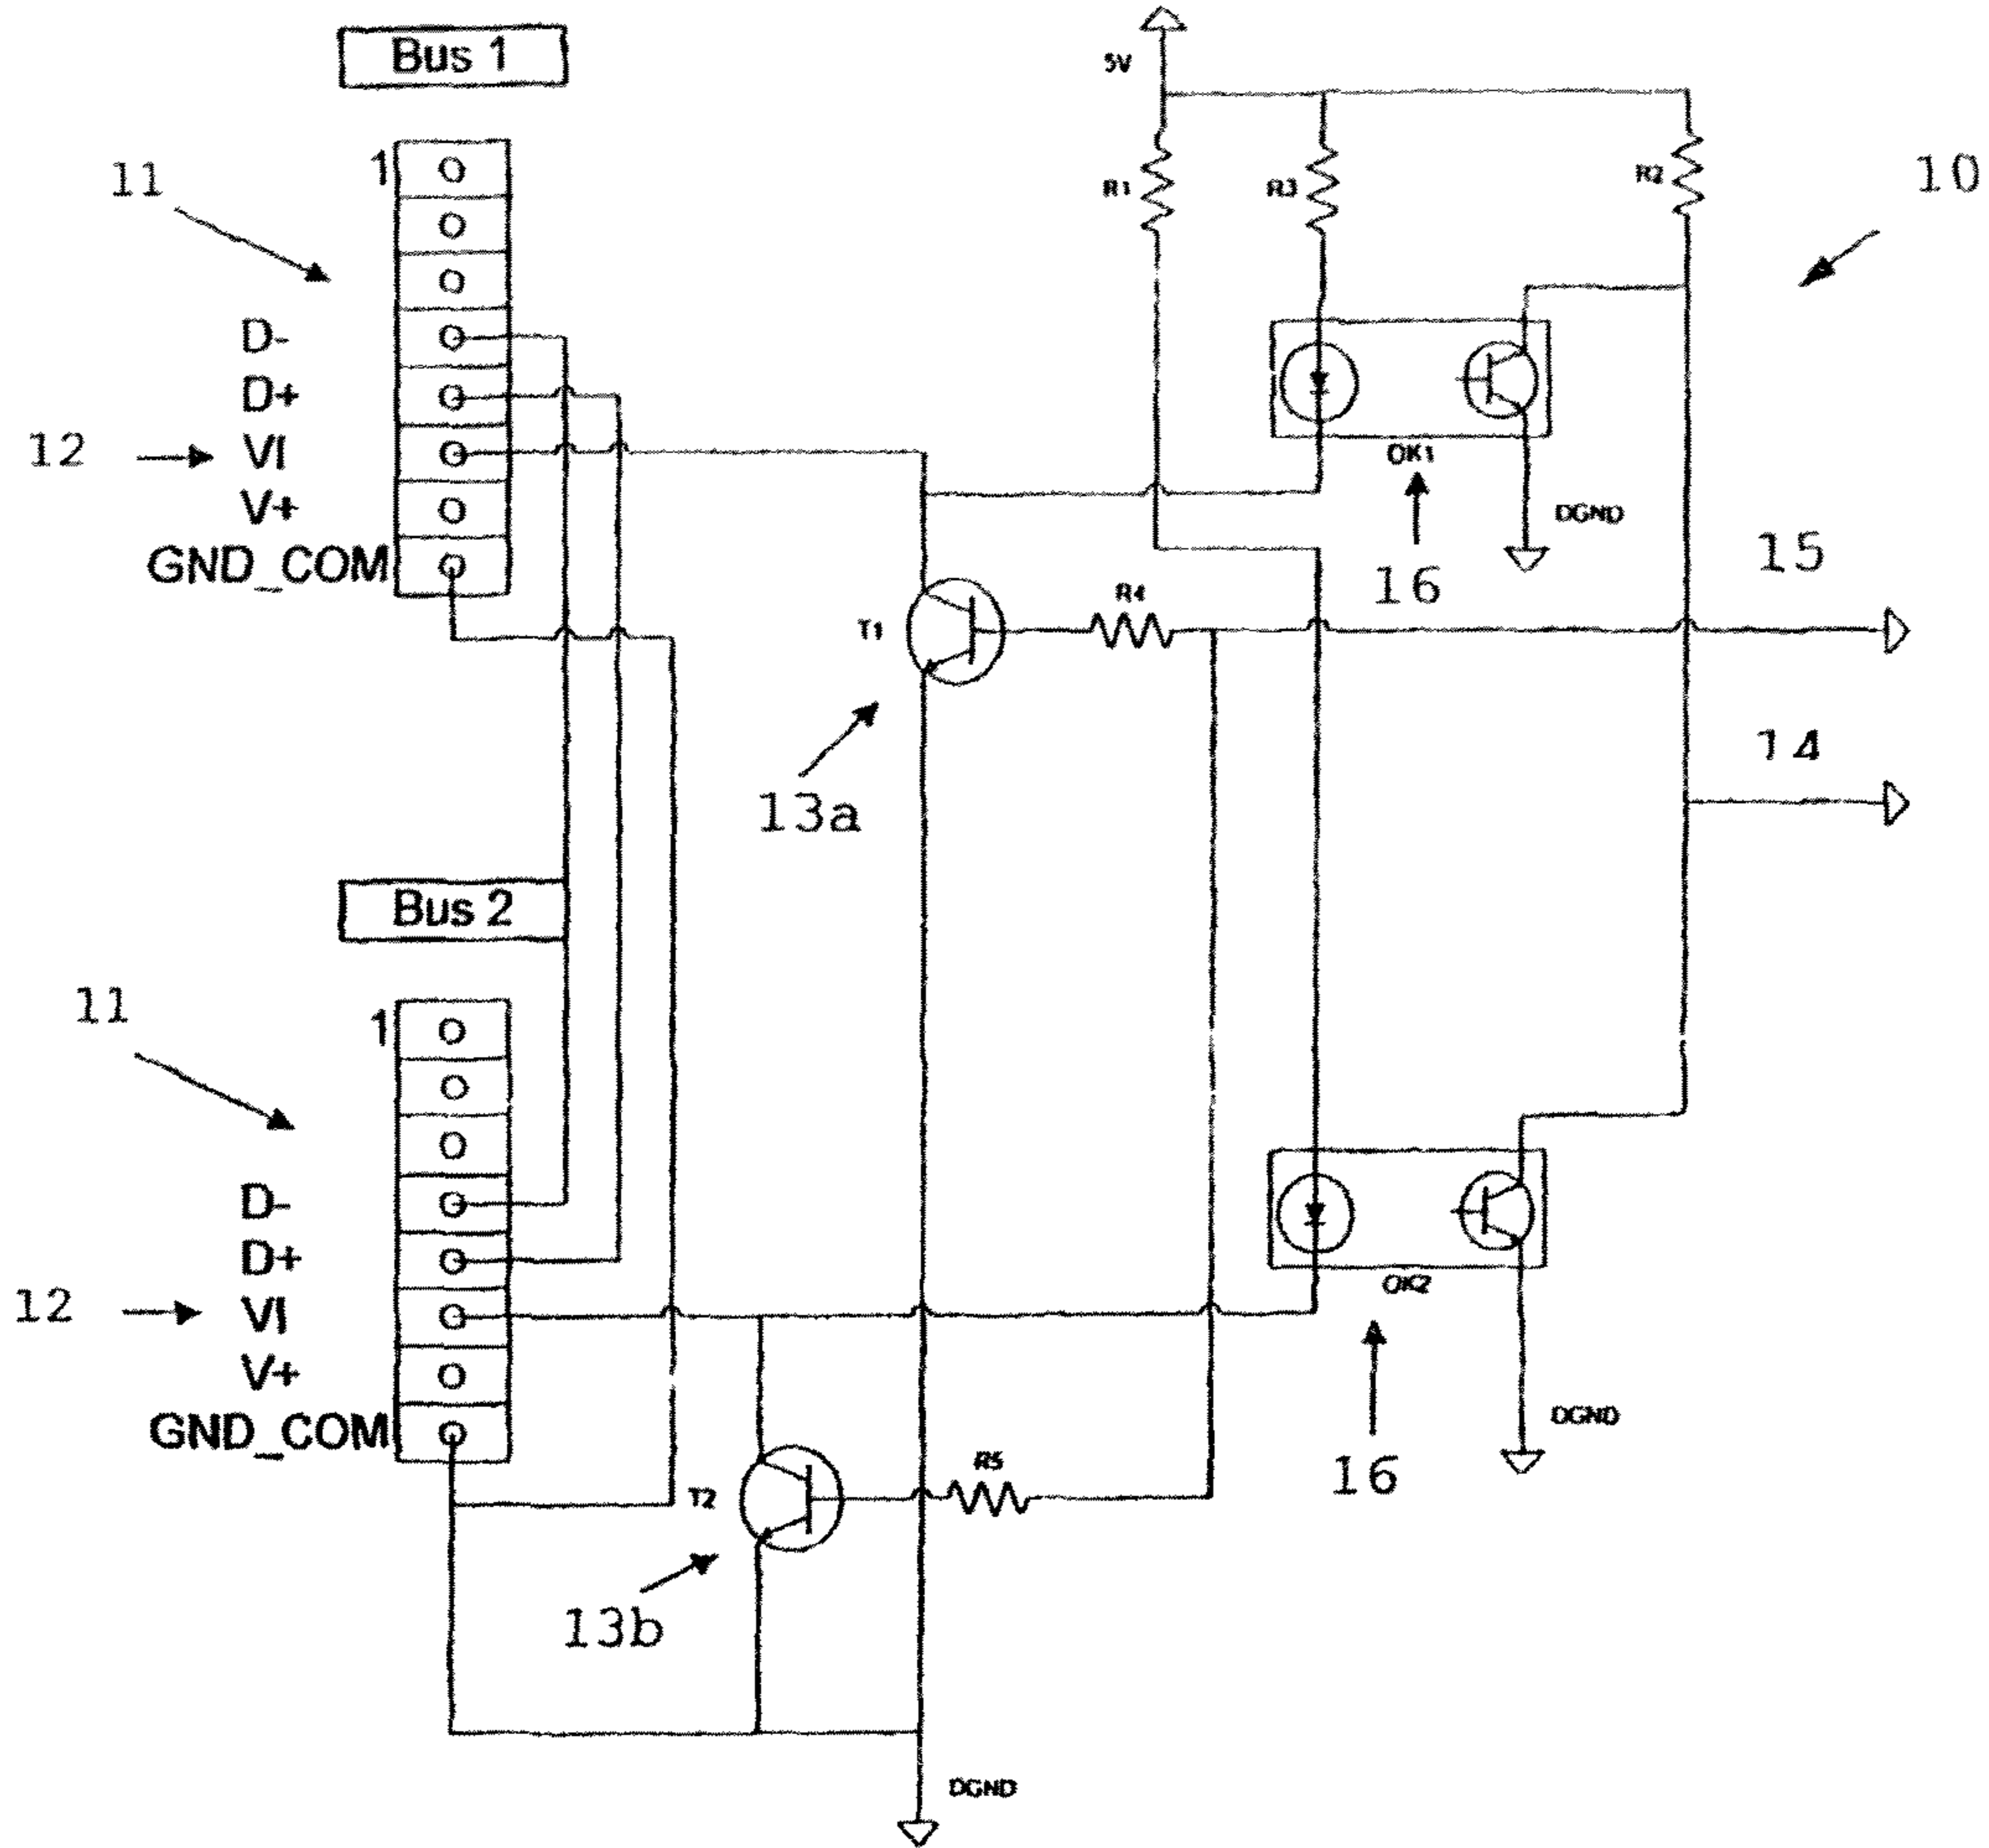 Bus 1
5V
11
1
R1
R3
R2
10
D-
D+
12
VI
V+
GND_COM
OK1
DGND
16
15
R4
T1
14
13a
Bus 2
11
1
D-
D+
12
VI
V+
GND_COM
OK2
DGND
16
R5
T2
13b
DGND